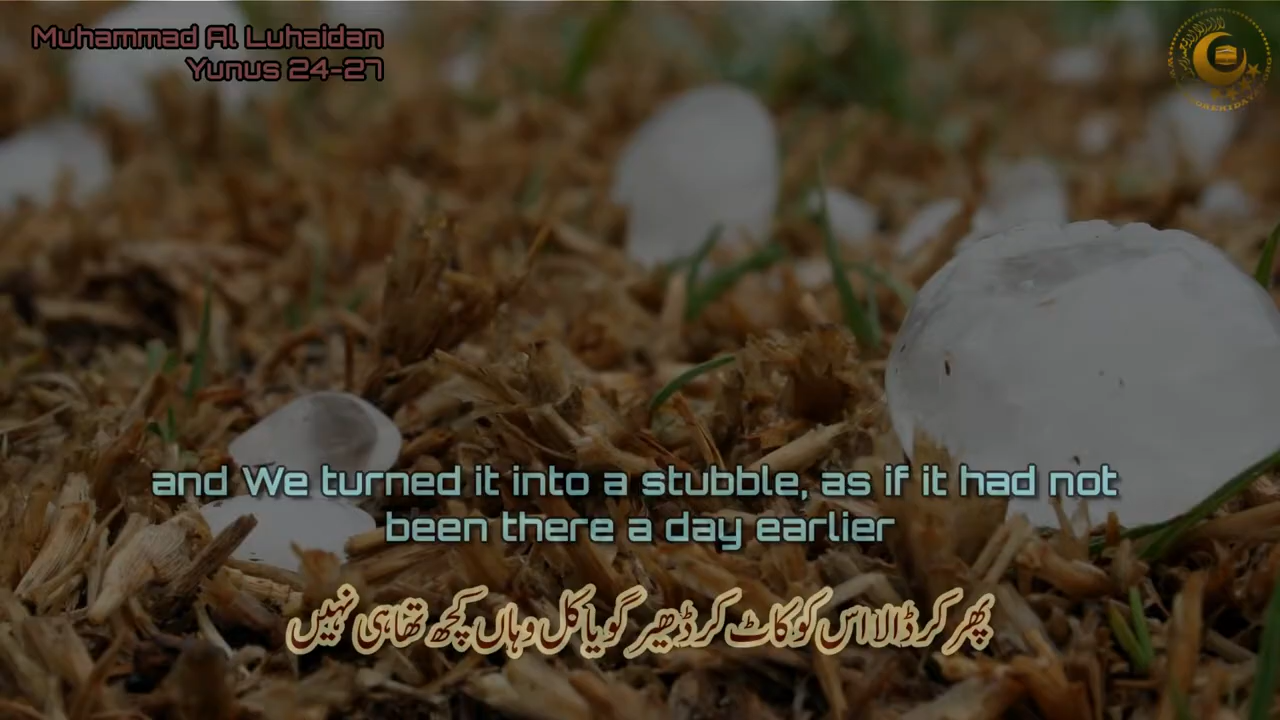 Muhammad Al Luhaidan
Yunus 24-27
and We turned it into a stubble, as if it had not
been there a day earlier
پھر کر ڈالا اس کو کاٹ کر ڈھیر گویا کل وہاں کچھ تھا ہی نہیں